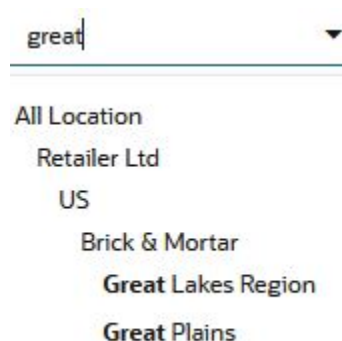 great
All Location
Retailer Ltd
US
Brick & Mortar
Great Lakes Region
Great Plains